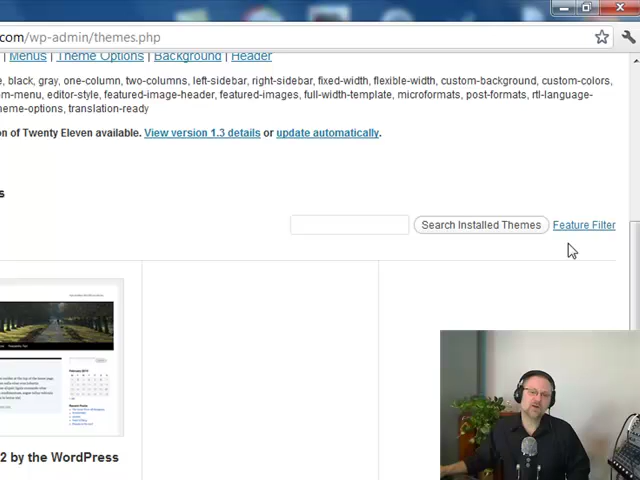 com/wp-admin/themes.php
| Menus | Theme Options | Background | Header
, black, gray, one-column, two-columns, left-sidebar, right-sidebar, fixed-width, flexible-width, custom-background, custom-colors,
m-menu, editor-style, featured-image-header, featured-images, full-width-template, microformats, post-formats, rtl-language-
heme-options, translation-ready
on of Twenty Eleven available. View version 1.3 details or update automatically.
s
Search Installed Themes Feature Filter
2 by the WordPress